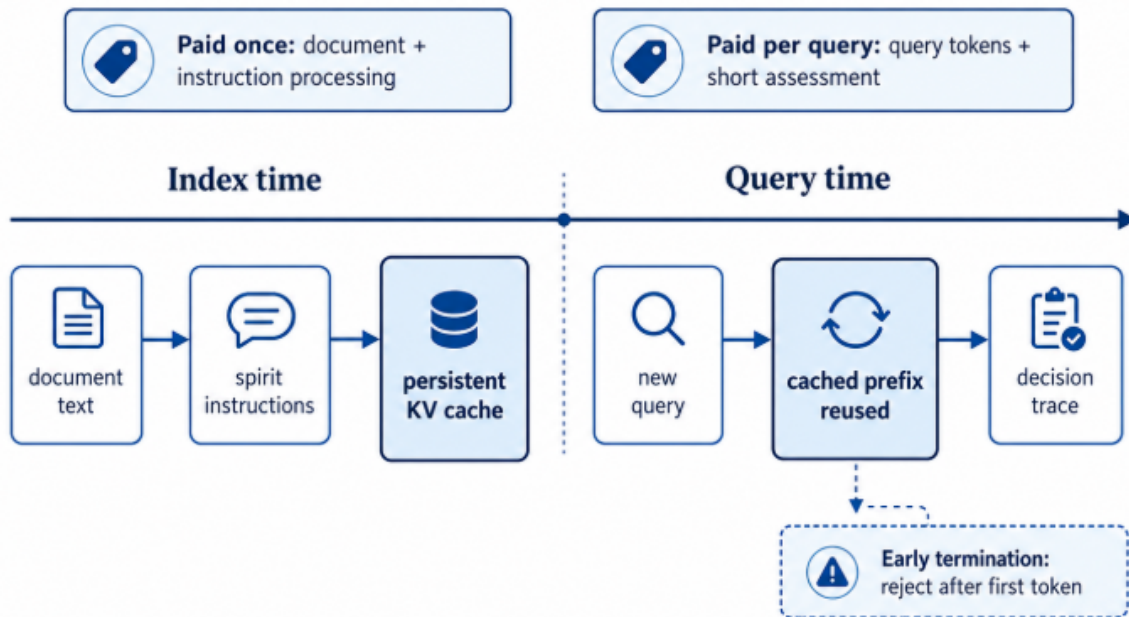 Paid once: document +
instruction processing
Paid per query: query tokens +
short assessment
Index time
Query time
document
text
spirit
instructions
persistent
KV cache
new
query
cached prefix
reused
decision
trace
Early termination:
reject after first token